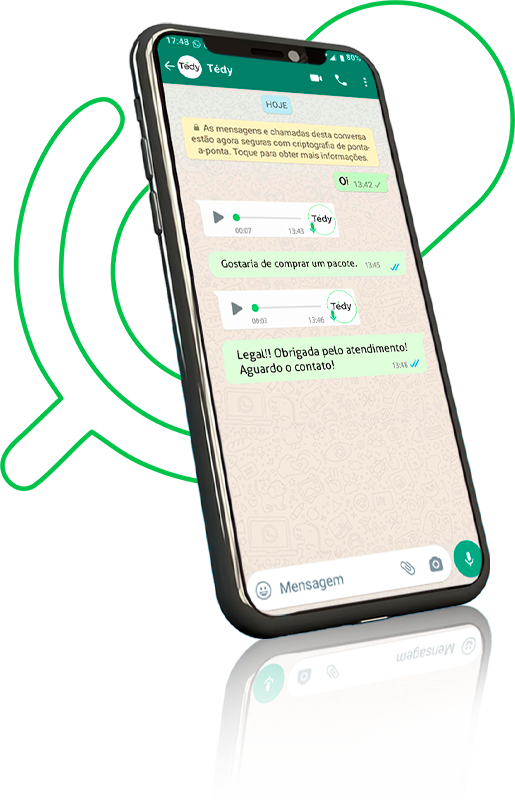 17:48
80%
Tédy
Tédy
HOJE
As mensagens e chamadas desta conversa
estão agora seguras com criptografia de ponta-
a-ponta. Toque para obter mais informações.
Oi 13:42
Tédy
00:07 13:43
Gostaria de comprar um pacote. 13:45
Tédy
00:03 13:46
Legal!! Obrigada pelo atendimento!
Aguardo o contato!
13:48
Mensagem
Mensagem